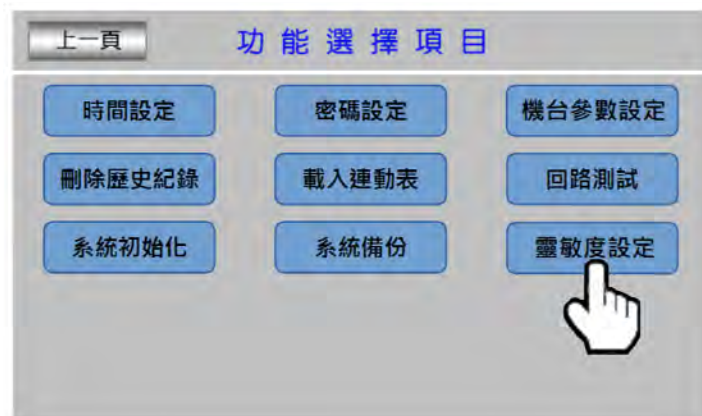 上一頁 功能選擇項目
時間設定 密碼設定 機台參數設定
刪除歷史紀錄 載入連動表 回路測試
系統初始化 系統備份 靈敏度設定